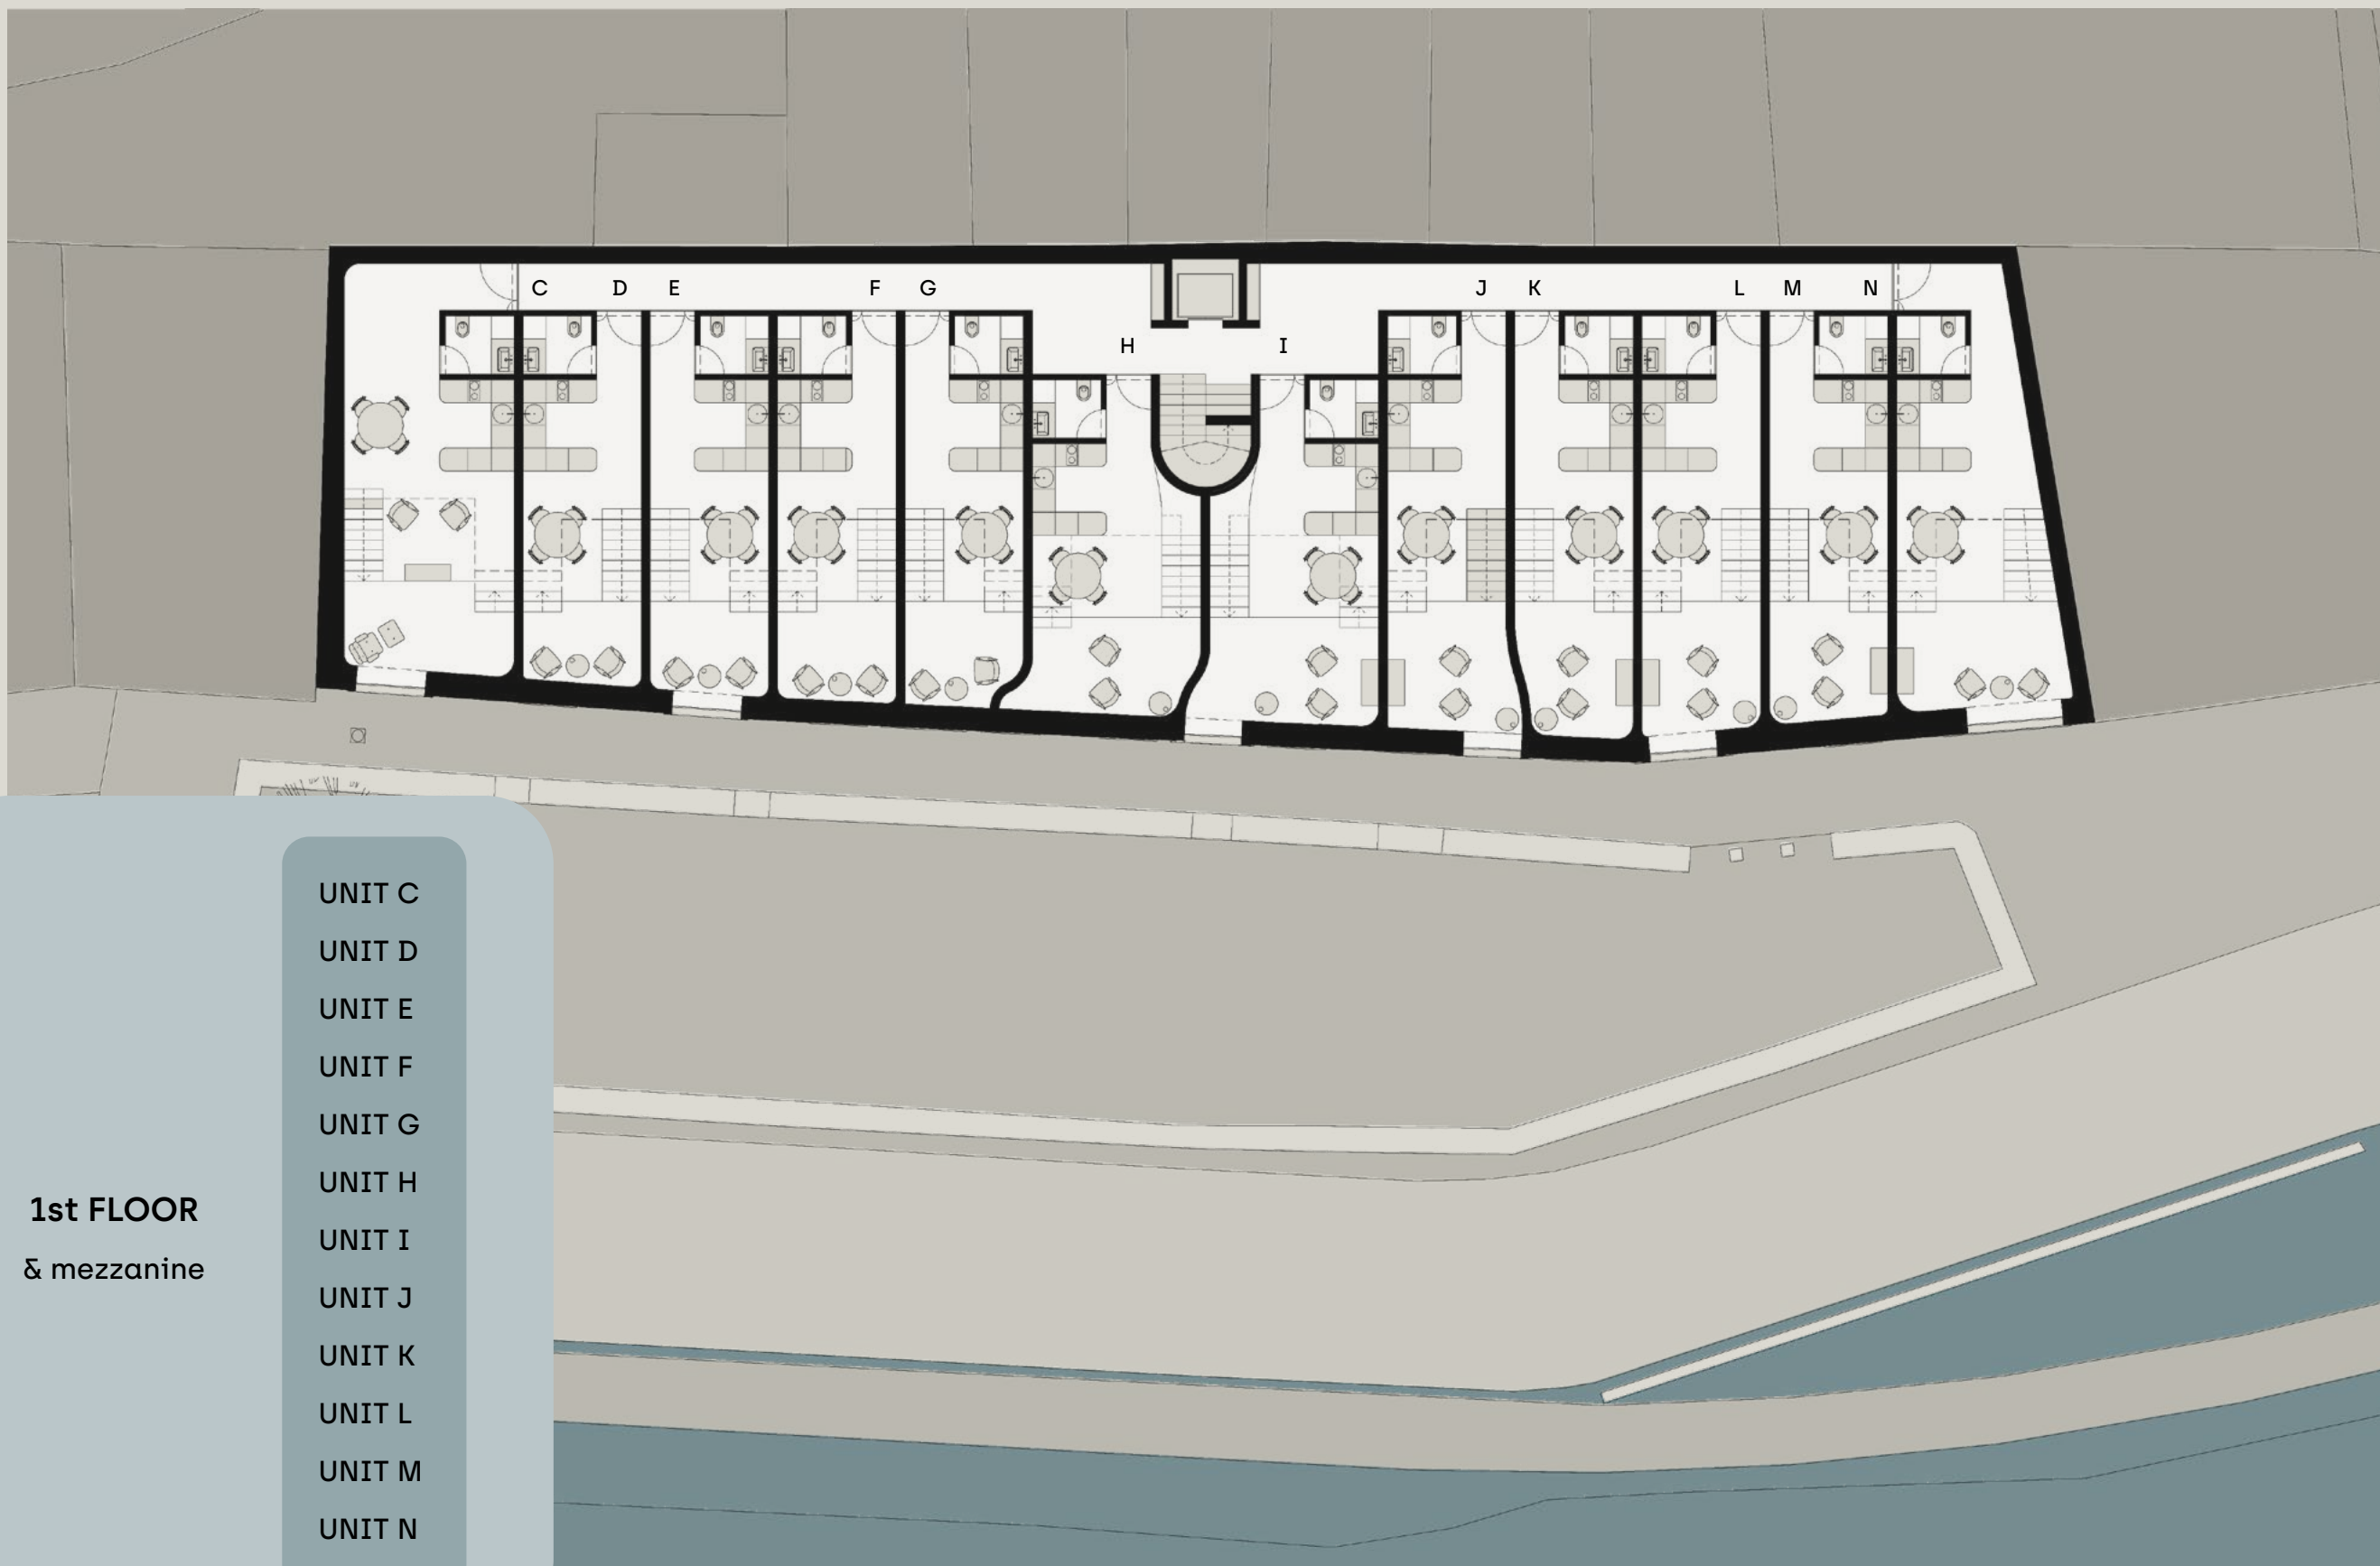 C D E F G J K L M N
H I
UNIT C
UNIT D
UNIT E
UNIT F
UNIT G
UNIT H
UNIT I
UNIT J
UNIT K
UNIT L
UNIT M
UNIT N
1st FLOOR
& mezzanine